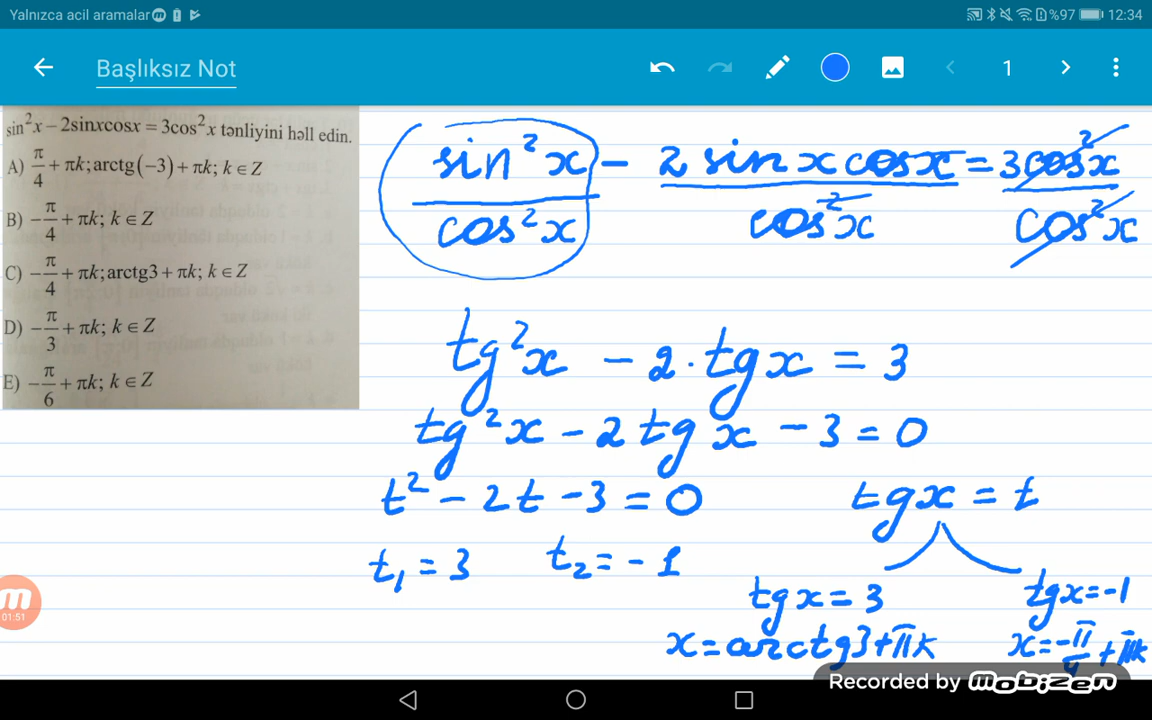 Yalnızca acil aramalar %97 12:34
Başlıksız Not 1
sin²x − 2sinxcosx = 3cos²x tənliyini həll edin.
A) π/4 + πk; arctg(−3) + πk; k ∈ Z
B) −π/4 + πk; k ∈ Z
C) −π/4 + πk; arctg3 + πk; k ∈ Z
D) −π/3 + πk; k ∈ Z
E) −π/6 + πk; k ∈ Z
sin²x/cos²x − 2 sin x cos x/cos²x = 3cos²x/cos²x
tg²x − 2·tgx = 3
tg²x − 2tgx − 3 = 0
t² − 2t − 3 = 0 tgx = t
t₁ = 3 t₂ = −1
tgx = 3 tgx = −1
x = arctg3 + πk x = −π/4 + πk
01:51
Recorded by mobizen